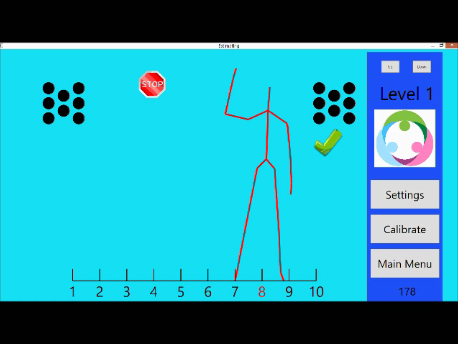 STOP
Level 1
Settings
Calibrate
Main Menu
178
1 2 3 4 5 6 7 8 9 10